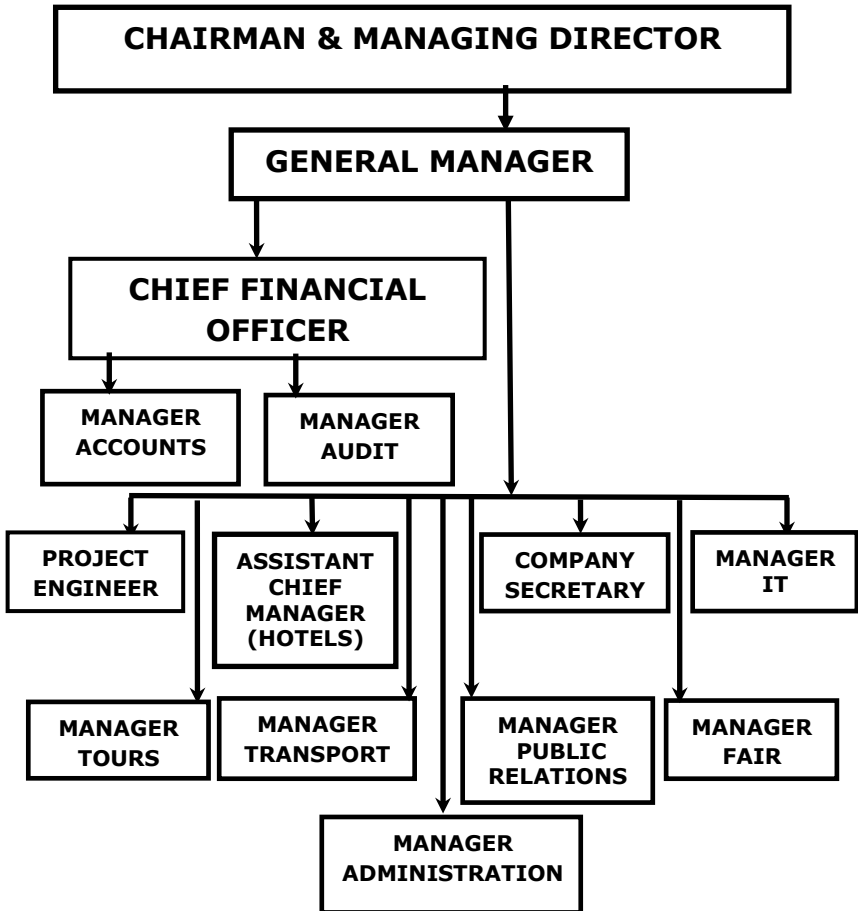 CHAIRMAN & MANAGING DIRECTOR
GENERAL MANAGER
CHIEF FINANCIAL
OFFICER
MANAGER
ACCOUNTS
MANAGER
AUDIT
PROJECT
ENGINEER
ASSISTANT
CHIEF
MANAGER
(HOTELS)
COMPANY
SECRETARY
MANAGER
IT
MANAGER
TOURS
MANAGER
TRANSPORT
MANAGER
PUBLIC
RELATIONS
MANAGER
FAIR
MANAGER
ADMINISTRATION